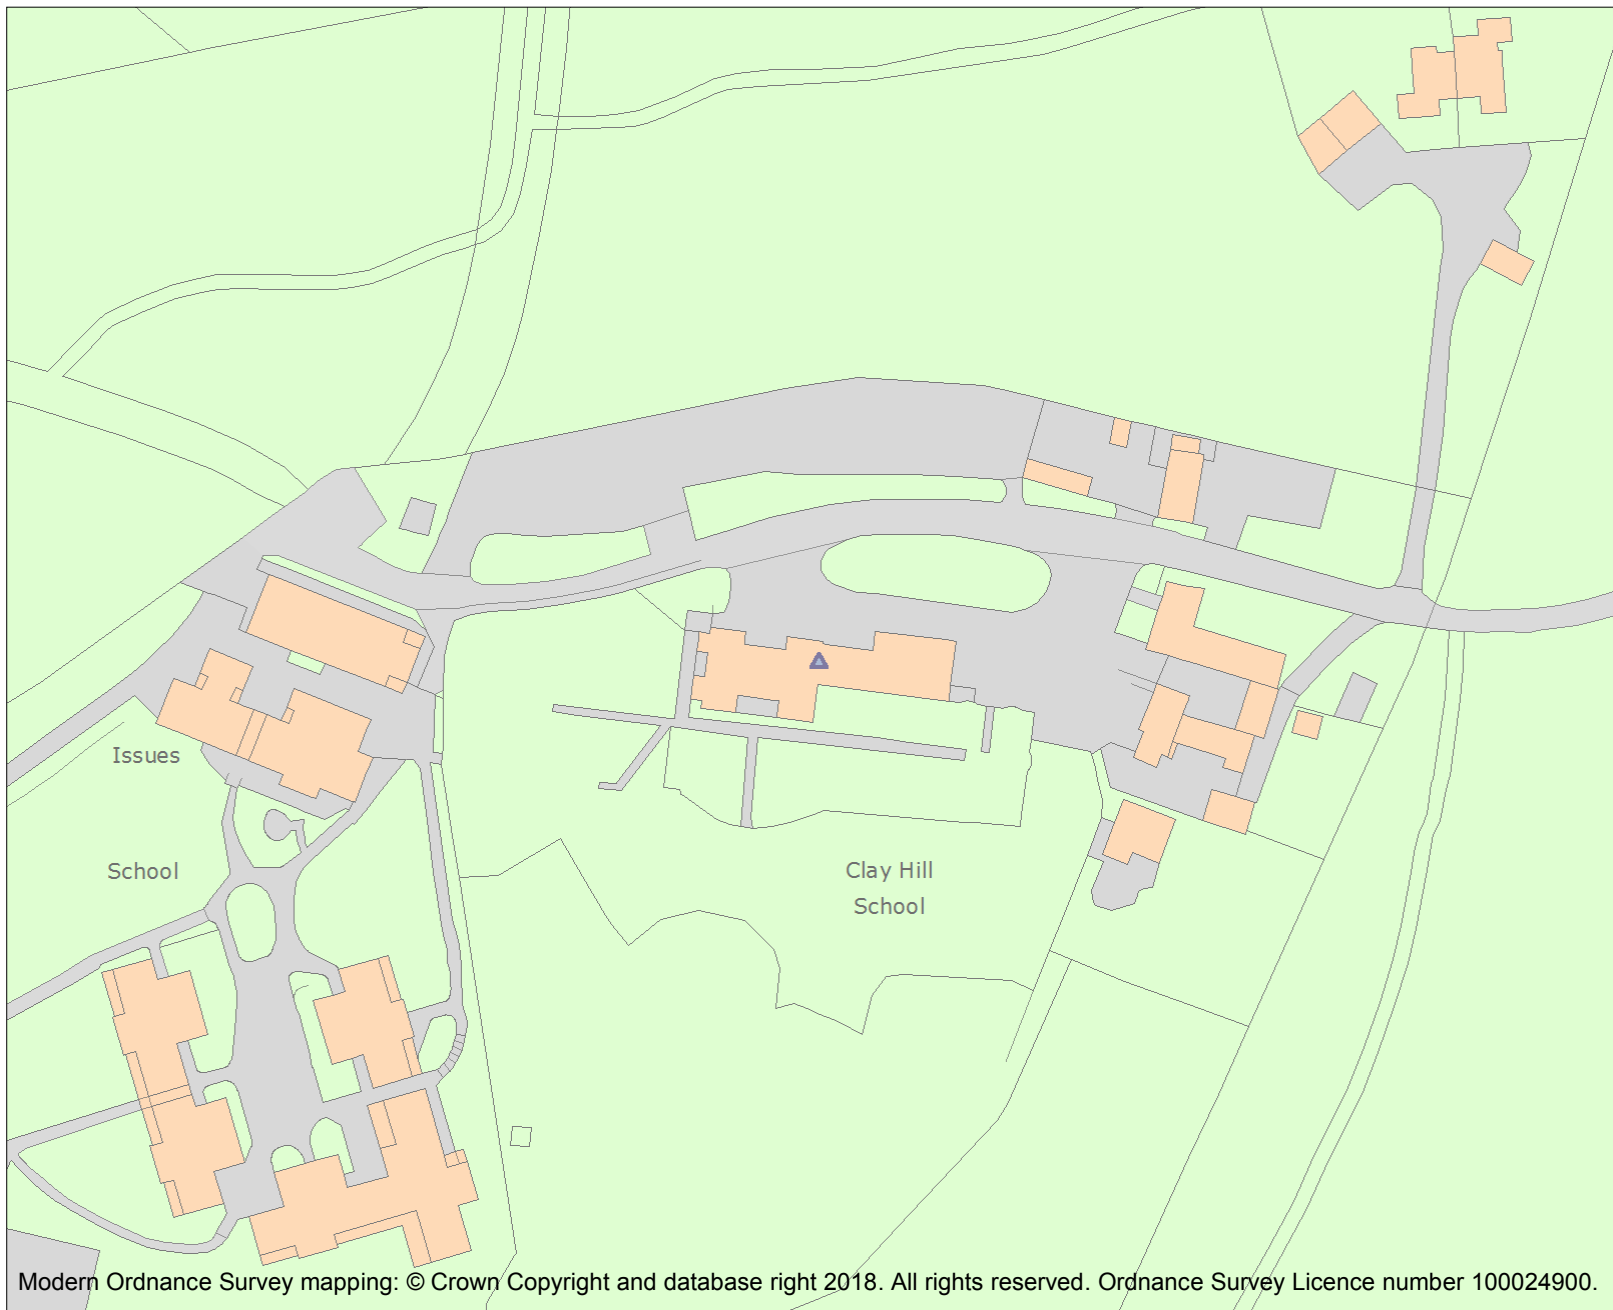 Issues
School
Clay Hill
School
Modern Ordnance Survey mapping: © Crown Copyright and database right 2018. All rights reserved. Ordnance Survey Licence number 100024900.